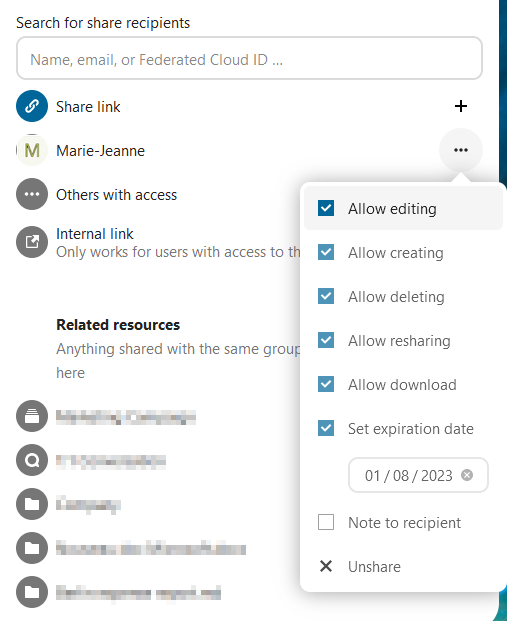 Search for share recipients
Name, email, or Federated Cloud ID ...
Share link
M
Marie-Jeanne
Others with access
Internal link
Only works for users with access to th
Allow editing
Allow creating
Allow deleting
Allow resharing
Allow download
Set expiration date
01 / 08 / 2023
Note to recipient
Unshare
Related resources
Anything shared with the same group
here